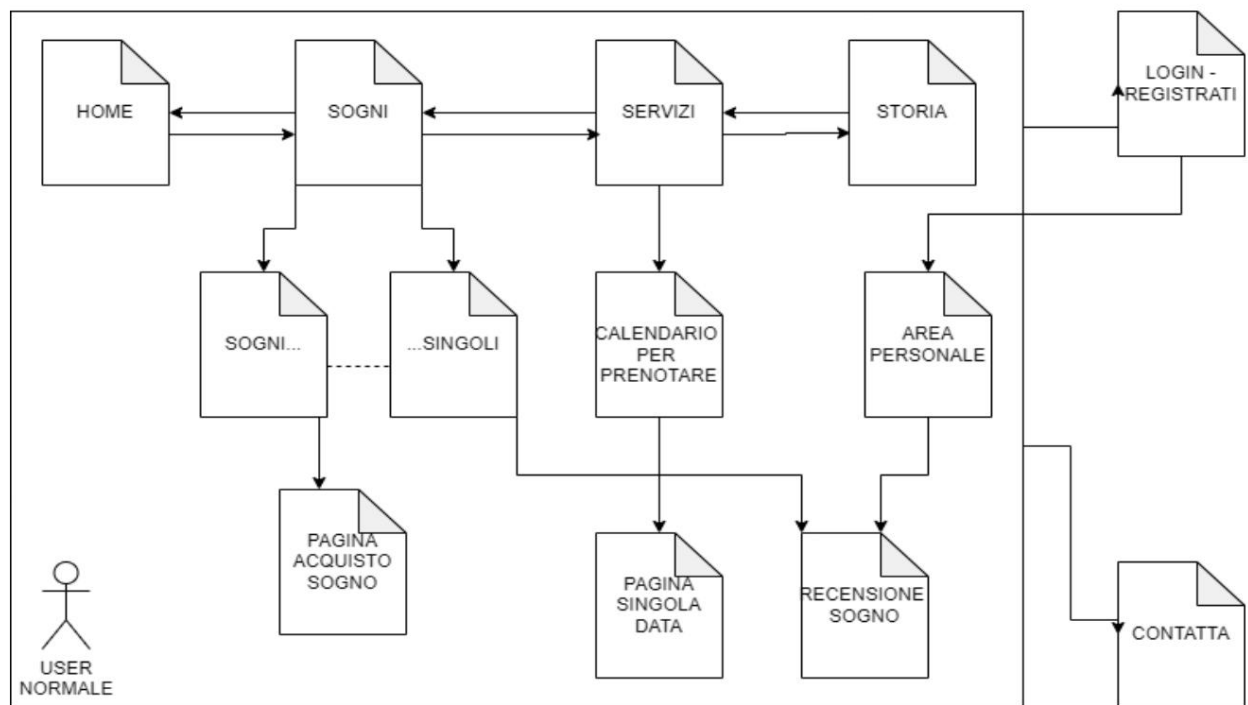 HOME
SOGNI
SERVIZI
STORIA
LOGIN -
REGISTRATI
SOGNI...
...SINGOLI
CALENDARIO
PER
PRENOTARE
AREA
PERSONALE
PAGINA
ACQUISTO
SOGNO
PAGINA
SINGOLA
DATA
RECENSIONE
SOGNO
CONTATTA
USER
NORMALE